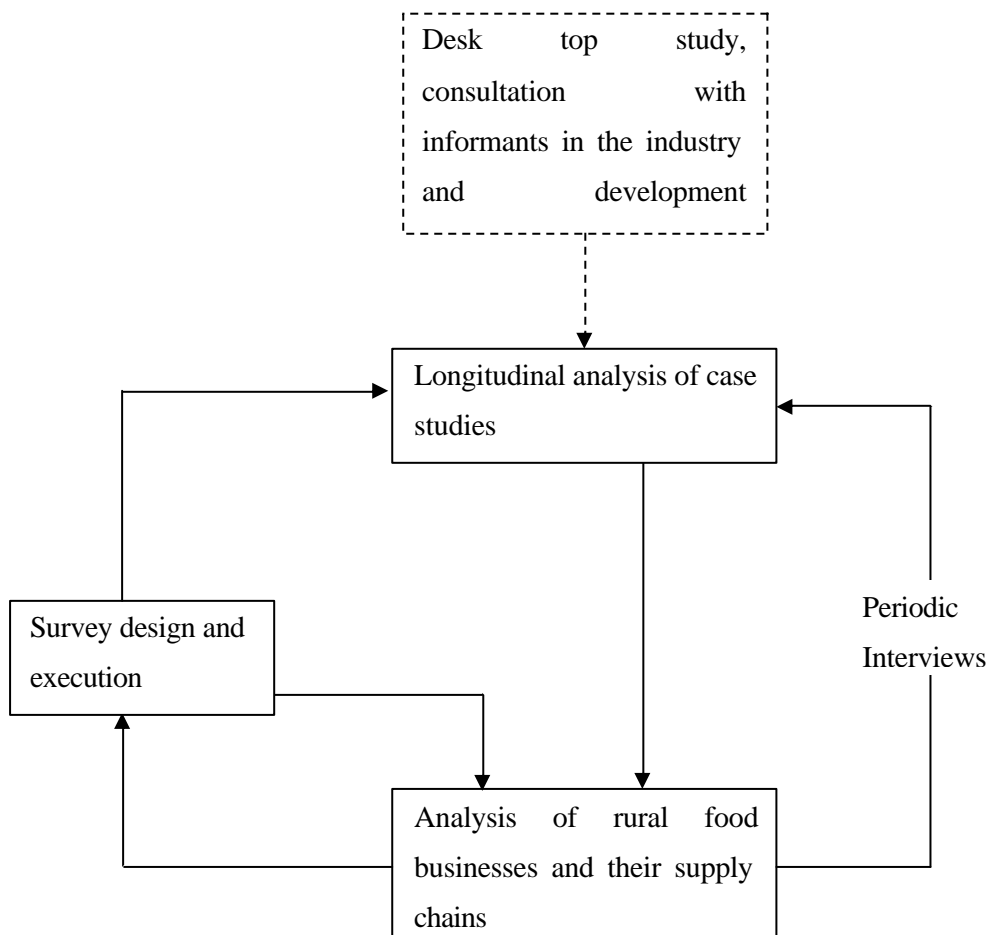 Desk top study,
consultation with
informants in the industry
and development
Longitudinal analysis of case
studies
Survey design and
execution
Periodic
Interviews
Analysis of rural food
businesses and their supply
chains